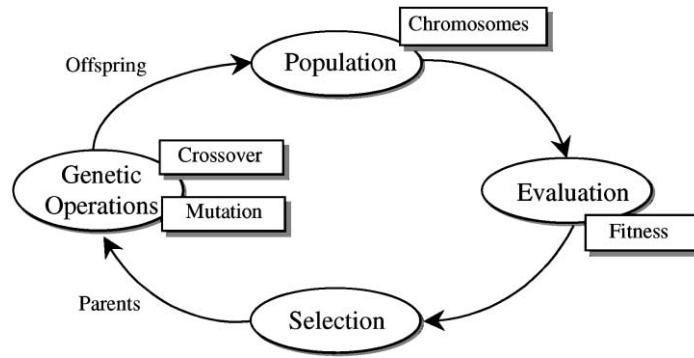 Chromosomes
Population
Offspring
Crossover
Genetic
Operations
Mutation
Evaluation
Fitness
Parents
Selection